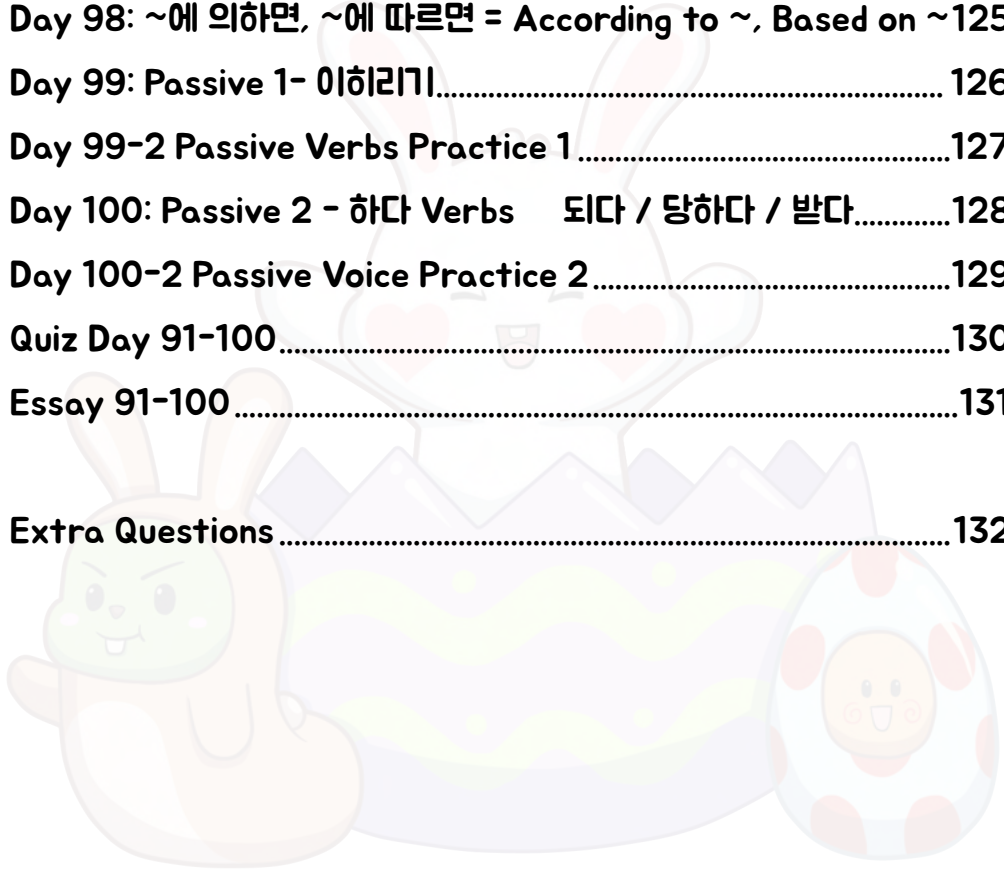 Day 98: ~에 의하면, ~에 따르면 = According to ~, Based on ~125
Day 99: Passive 1- 이히리기........................................................................ 126
Day 99-2 Passive Verbs Practice 1....................................................127
Day 100: Passive 2 - 하다 Verbs 되다 / 당하다 / 받다.............128
Day 100-2 Passive Voice Practice 2..................................................129
Quiz Day 91-100...............................................................................................130
Essay 91-100......................................................................................................131
Extra Questions...............................................................................................132